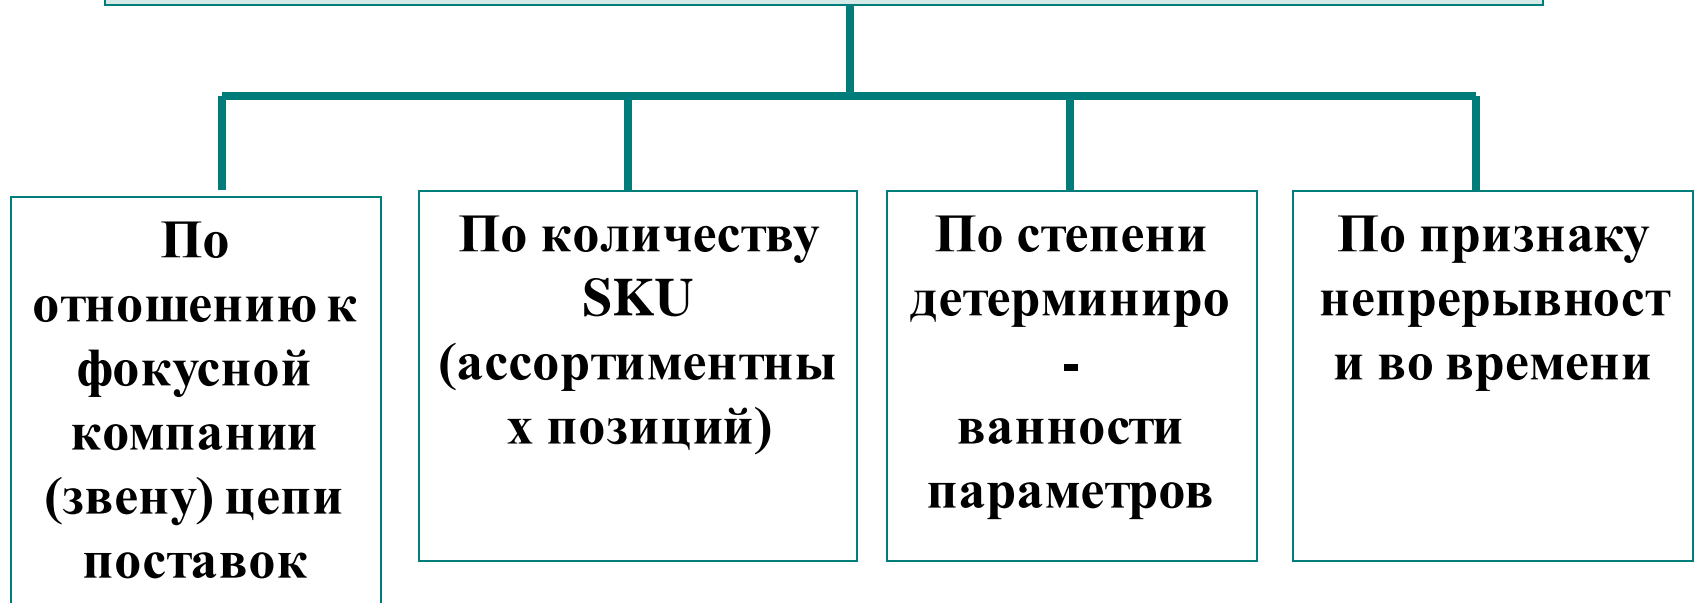 По
отношению к
фокусной
компании
(звену) цепи
поставок
По количеству
SKU
(ассортиментны
х позиций)
По степени
детерминиро
-
ванности
параметров
По признаку
непрерывност
и во времени